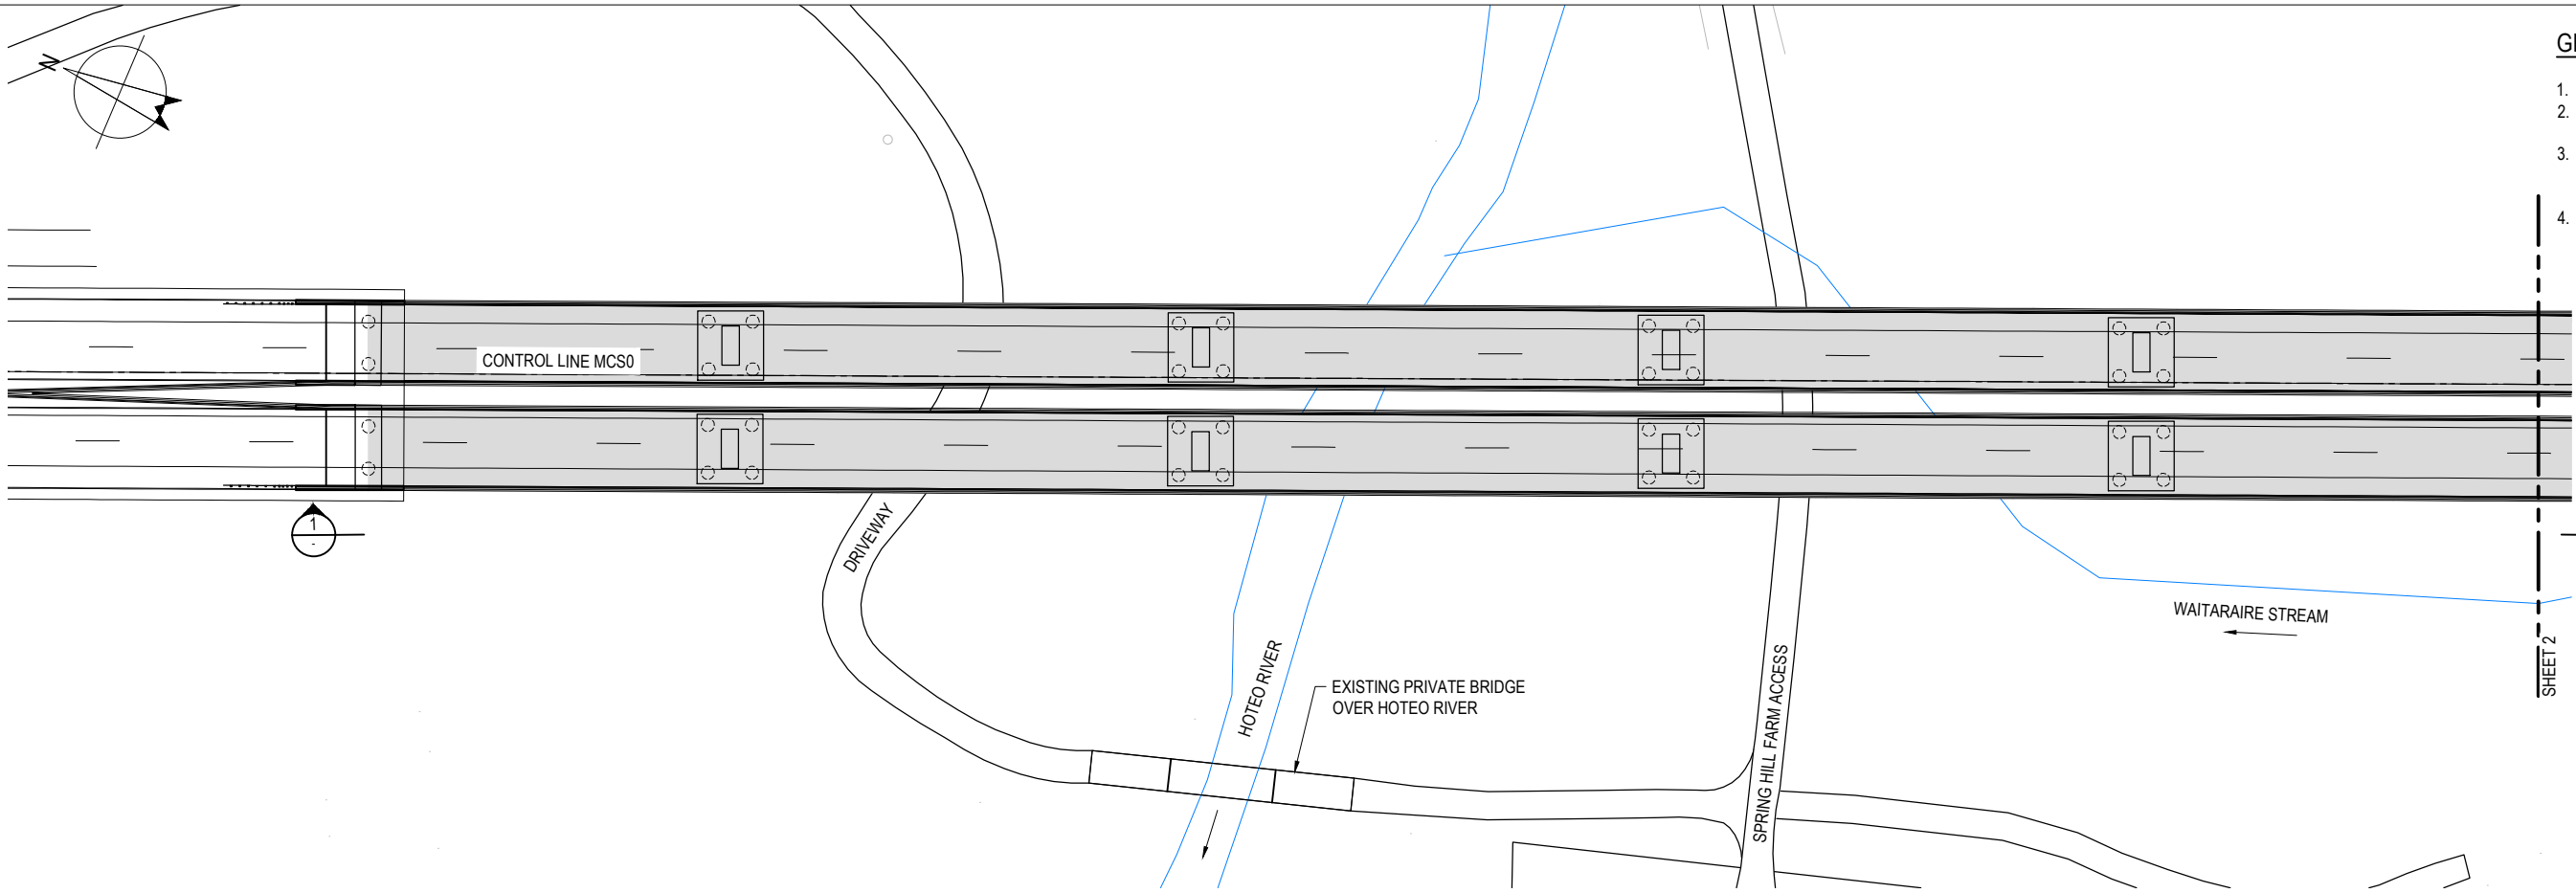 N
GE
1.
2.
3.
4.
CONTROL LINE MCS0
1
-
DRIVEWAY
HOTEO RIVER
EXISTING PRIVATE BRIDGE
OVER HOTEO RIVER
SPRING HILL FARM ACCESS
WAITARAIRE STREAM
SHEET 2